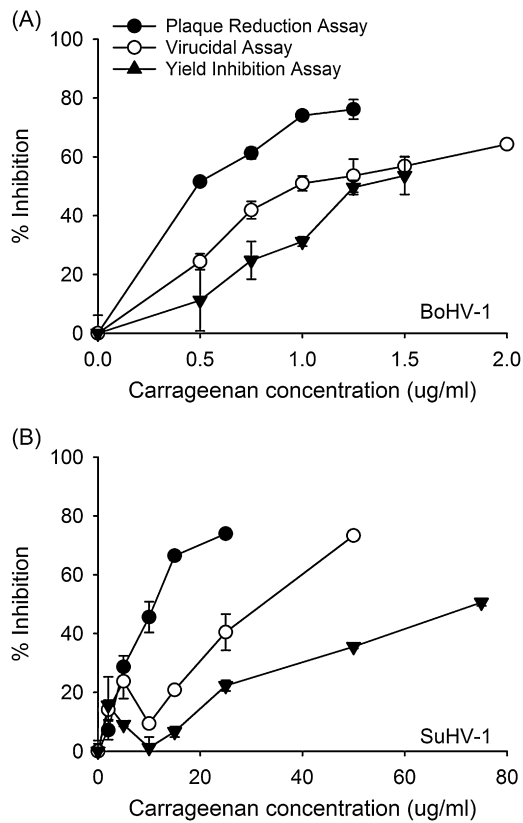 (A)
Plaque Reduction Assay
Virucidal Assay
Yield Inhibition Assay
100
80
60
40
20
0
% Inhibition
BoHV-1
0.0 0.5 1.0 1.5 2.0
Carrageenan concentration (ug/ml)
(B)
100
80
60
40
20
0
% Inhibition
SuHV-1
0 20 40 60 80
Carrageenan concentration (ug/ml)